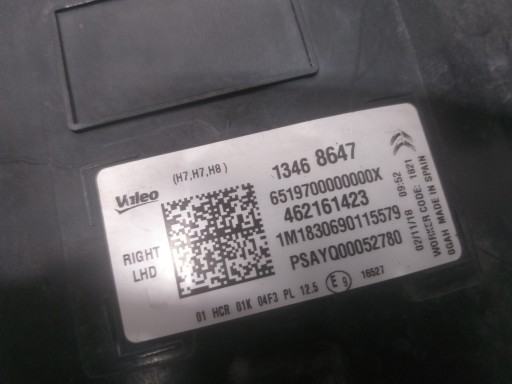 Valeo
(H7,H7,H8)
RIGHT
LHD
1346 8647
6519700000000X
462161423
1M1830690115579
PSAYQ00052780
01 HCR 01K 04F3 PL 12.5 E9 16527
02/11/18 09:52
WORKER CODE: 1621
00AH MADE IN SPAIN